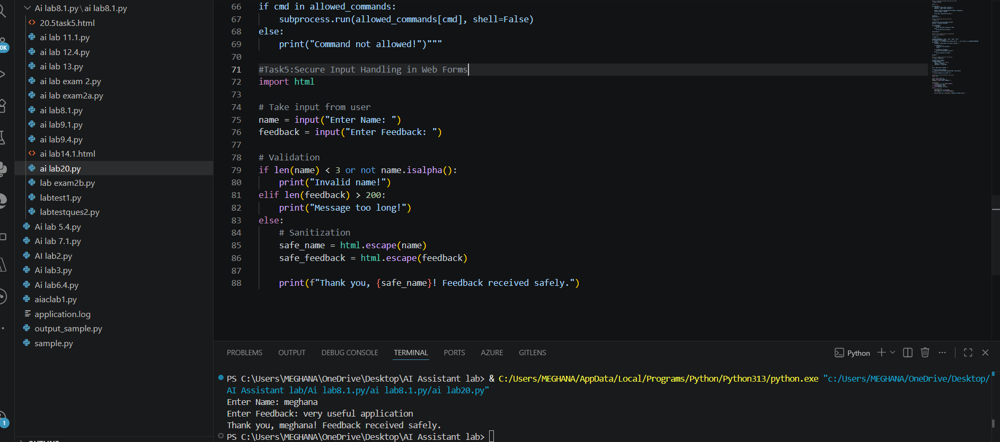 Ai lab8.1.py\ai lab8.1.py
20.5task5.html
ai lab 11.1.py
ai lab 12.4.py
ai lab 13.py
ai lab exam 2.py
ai lab exam2a.py
ai lab8.1.py
ai lab9.1.py
ai lab9.4.py
ai lab14.1.html
ai lab20.py
lab exam2b.py
labtest1.py
labtestques2.py
Ai lab 5.4.py
Ai lab 7.1.py
AI lab2.py
Ai lab3.py
Ai lab6.4.py
aiaclab1.py
application.log
output_sample.py
sample.py
OUTLINE
1
66 if cmd in allowed_commands:
67 subprocess.run(allowed_commands[cmd], shell=False)
68 else:
69 print("Command not allowed!")"""
70
71 #Task5:Secure Input Handling in Web Forms
72 import html
73
74 # Take input from user
75 name = input("Enter Name: ")
76 feedback = input("Enter Feedback: ")
77
78 # Validation
79 if len(name) < 3 or not name.isalpha():
80 print("Invalid name!")
81 elif len(feedback) > 200:
82 print("Message too long!")
83 else:
84 # Sanitization
85 safe_name = html.escape(name)
86 safe_feedback = html.escape(feedback)
87
88 print(f"Thank you, {safe_name}! Feedback received safely.")
PROBLEMS OUTPUT DEBUG CONSOLE TERMINAL PORTS AZURE GITLENS
Python
PS C:\Users\MEGHANA\OneDrive\Desktop\AI Assistant lab> & C:/Users/MEGHANA/AppData/Local/Programs/Python/Python313/python.exe "c:/Users/MEGHANA/OneDrive/Desktop/
AI Assistant lab/Ai lab8.1.py/ai lab8.1.py/ai lab20.py"
Enter Name: meghana
Enter Feedback: very useful application
Thank you, meghana! Feedback received safely.
PS C:\Users\MEGHANA\OneDrive\Desktop\AI Assistant lab>